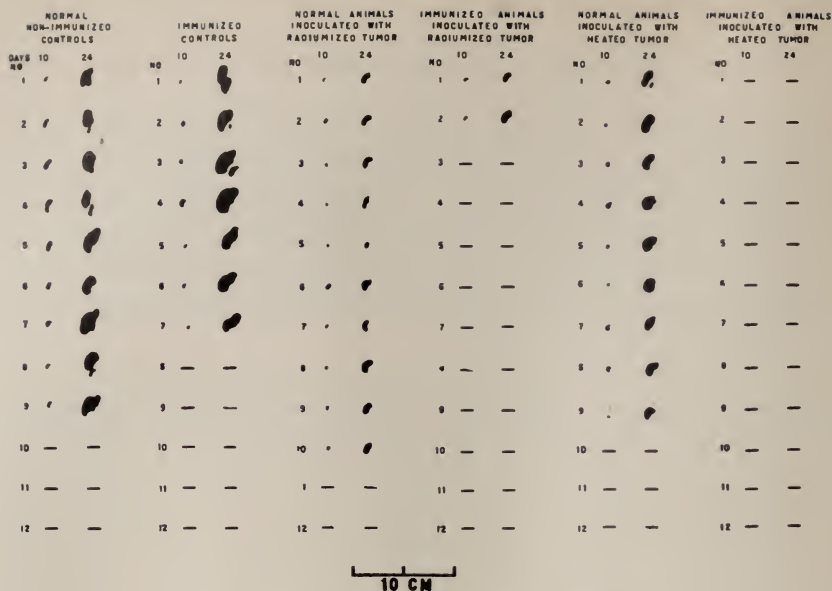 NORMAL
NON-IMMUNIZED
CONTROLS
DAYS 10 24
NO
1
2
3
4
5
6
7
8
9
10 — —
11 — —
12 — —
IMMUNIZED
CONTROLS
10 24
NO
1
2
3
4
5
6
7
8 — —
9 — —
10 — —
11 — —
12 — —
NORMAL ANIMALS
INOCULATED WITH
RADIUMIZED TUMOR
10 24
NO
1
2
3
4
5
6
7
8
9
10
1 — —
12 — —
IMMUNIZED ANIMALS
INOCULATED WITH
RADIUMIZED TUMOR
10 24
NO
1
2
3 — —
4 — —
5 — —
6 — —
7 — —
— —
9 — —
10 — —
11 — —
12 — —
NORMAL ANIMALS
INOCULATED WITH
HEATED TUMOR
10 24
NO
1
2
3
4
5
6
7
8
9
10 — —
11 — —
12 — —
IMMUNIZED ANIMALS
INOCULATED WITH
HEATED TUMOR
10 24
NO
1 — —
2 — —
3 — —
4 — —
5 — —
6 — —
7 — —
8 — —
9 — —
10 — —
11 — —
12 — —
10 CM